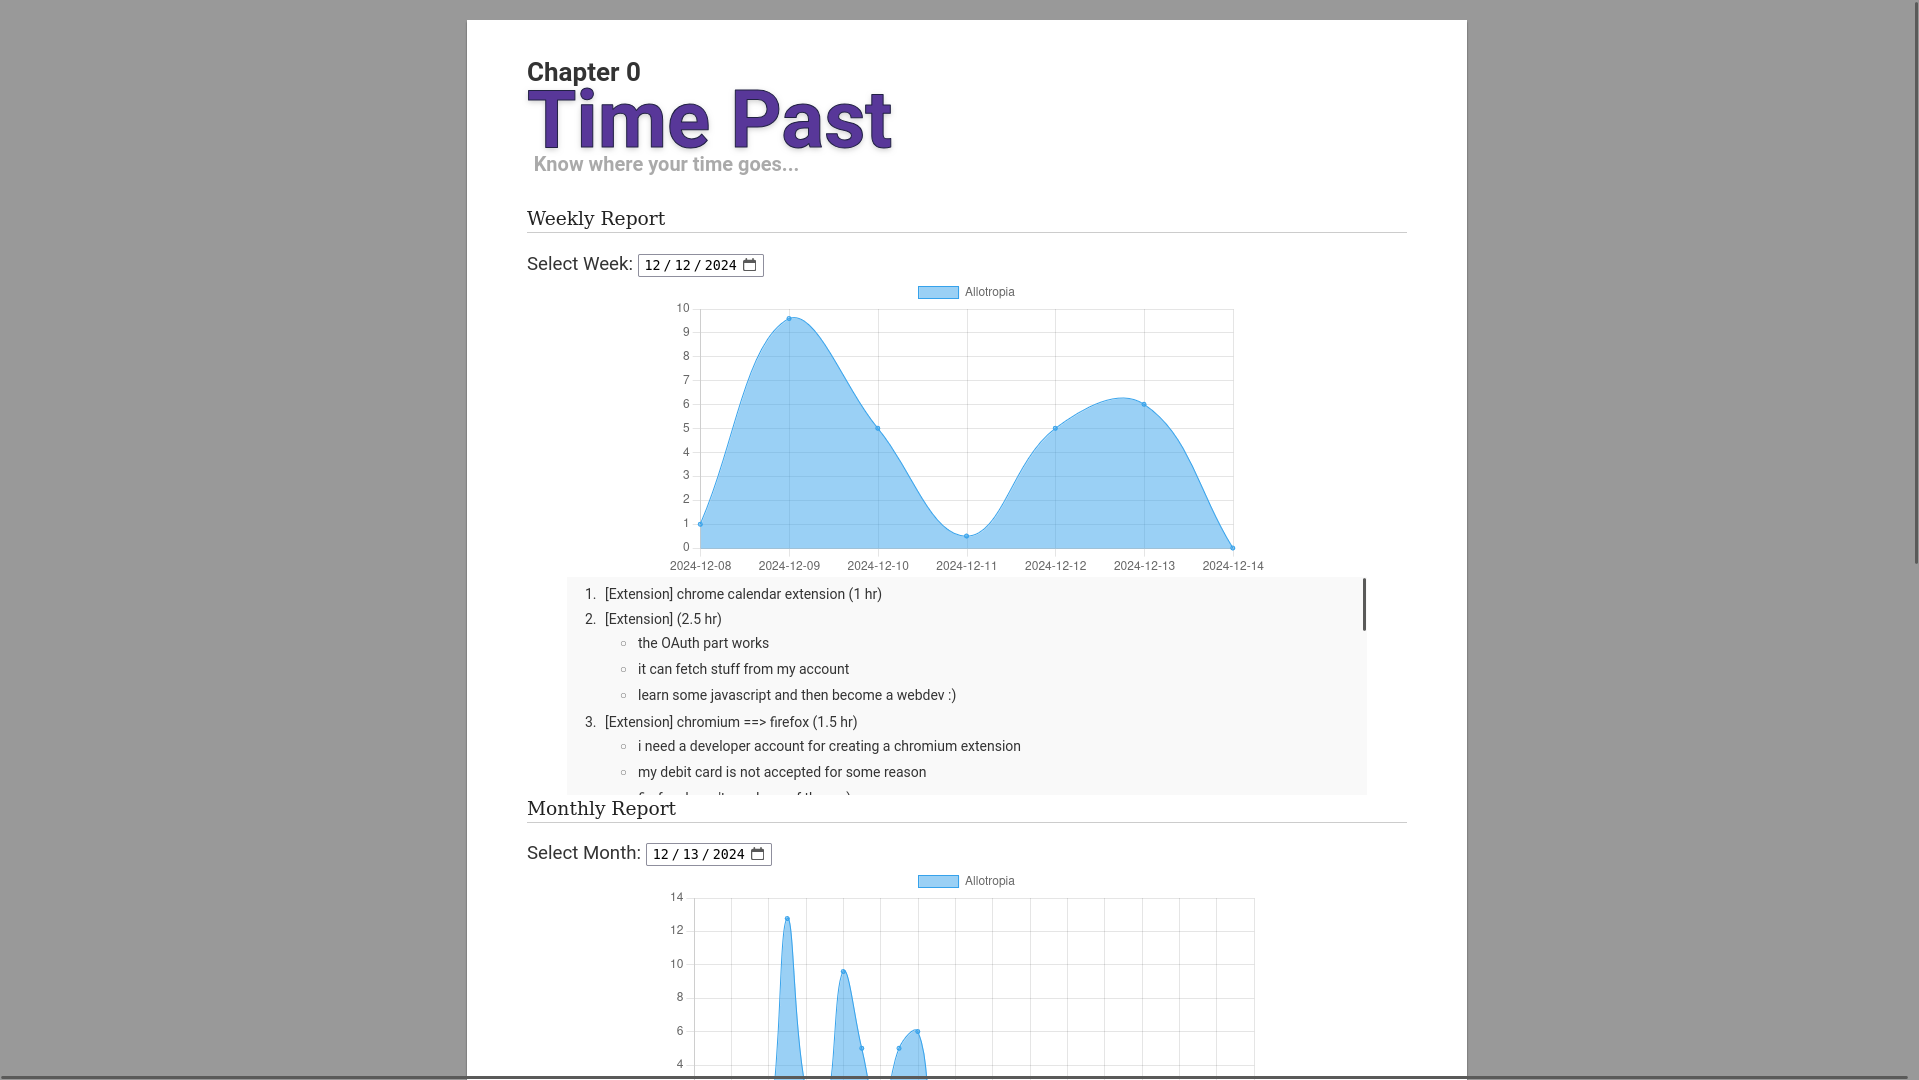 Chapter 0
Time Past
Know where your time goes...
Weekly Report
Select Week: 12 / 12 / 2024
Allotropia
10
9
8
7
6
5
4
3
2
1
0
2024-12-08 2024-12-09 2024-12-10 2024-12-11 2024-12-12 2024-12-13 2024-12-14
1. [Extension] chrome calendar extension (1 hr)
2. [Extension] (2.5 hr)
○ the OAuth part works
○ it can fetch stuff from my account
○ learn some javascript and then become a webdev :)
3. [Extension] chromium ==> firefox (1.5 hr)
○ i need a developer account for creating a chromium extension
○ my debit card is not accepted for some reason
Monthly Report
Select Month: 12 / 13 / 2024
Allotropia
14
12
10
8
6
4